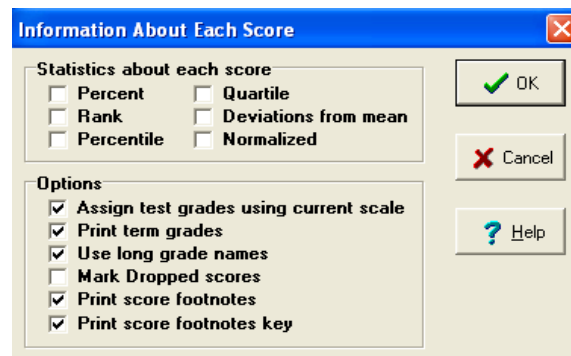 Information About Each Score
Statistics about each score
Percent Quartile
Rank Deviations from mean
Percentile Normalized
Options
Assign test grades using current scale
Print term grades
Use long grade names
Mark Dropped scores
Print score footnotes
Print score footnotes key
OK
Cancel
Help